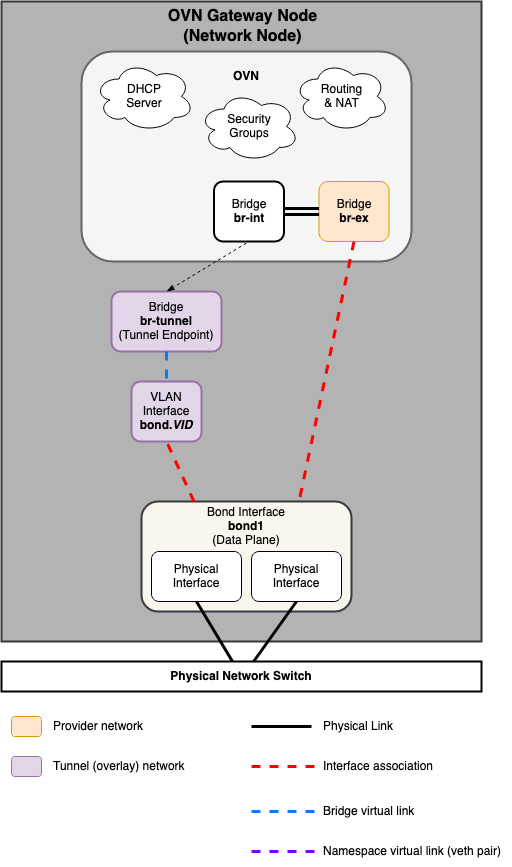 OVN Gateway Node
(Network Node)
OVN
DHCP
Server
Security
Groups
Routing
& NAT
Bridge
br-int
Bridge
br-ex
Bridge
br-tunnel
(Tunnel Endpoint)
VLAN
Interface
bond.VID
Bond Interface
bond1
(Data Plane)
Physical
Interface
Physical
Interface
Physical Network Switch
Provider network
Physical Link
Tunnel (overlay) network
Interface association
Bridge virtual link
Namespace virtual link (veth pair)